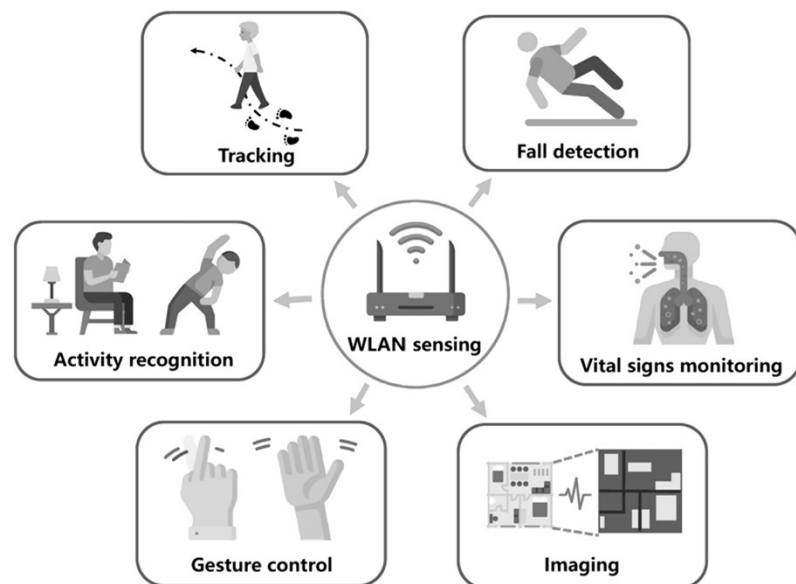 Tracking
Fall detection
Activity recognition
WLAN sensing
Vital signs monitoring
Gesture control
Imaging